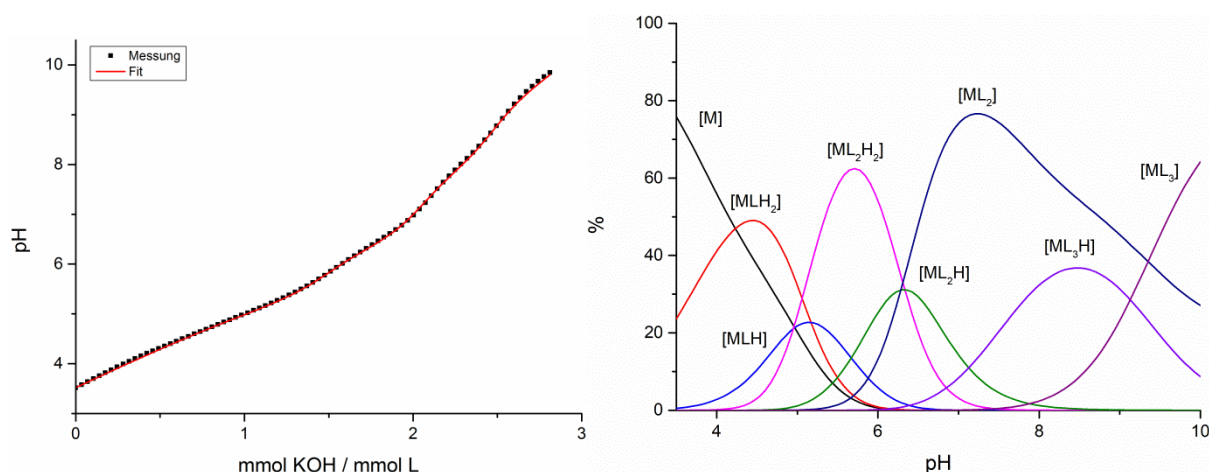 Messung
Fit
10
8
6
4
pH
0
1
2
3
mmol KOH / mmol L
100
80
60
40
20
0
%
[M]
[MLH₂]
[MLH]
[ML₂H₂]
[ML₂H]
[ML₂]
[ML₃H]
[ML₃]
4
6
8
10
pH